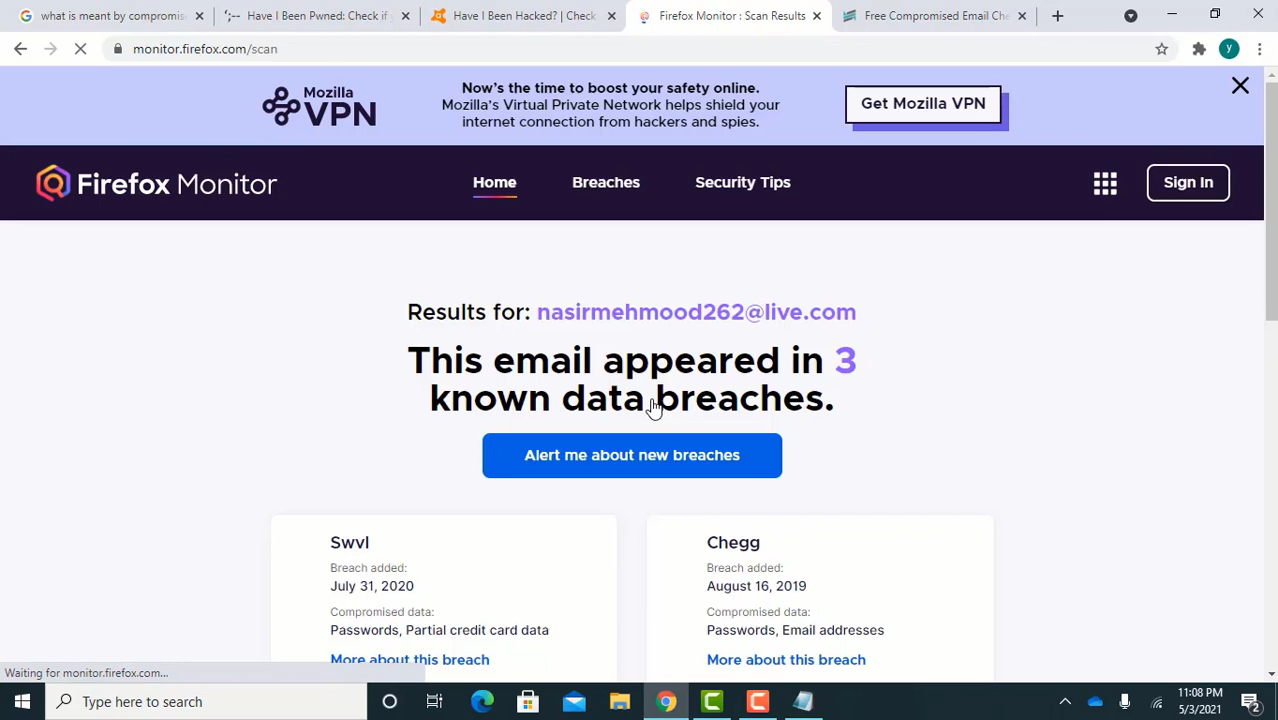 what is meant by compromis
Have I Been Pwned: Check if y
Have I Been Hacked? | Check
Firefox Monitor : Scan Results
Free Compromised Email Che
monitor.firefox.com/scan
y
Mozilla
VPN
Now's the time to boost your safety online.
Mozilla's Virtual Private Network helps shield your
internet connection from hackers and spies.
Get Mozilla VPN
Firefox Monitor
Home
Breaches
Security Tips
Sign In
Results for: nasirmehmood262@live.com
This email appeared in 3
known data breaches.
Alert me about new breaches
Swvl
Breach added:
July 31, 2020
Compromised data:
Passwords, Partial credit card data
More about this breach
Chegg
Breach added:
August 16, 2019
Compromised data:
Passwords, Email addresses
More about this breach
Waiting for monitor.firefox.com...
Type here to search
11:08 PM
5/3/2021
2